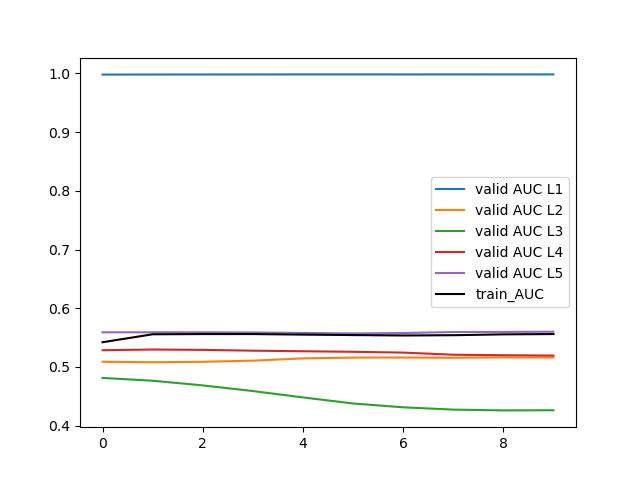 1.0
0.9
0.8
0.7
0.6
0.5
0.4
0 2 4 6 8
valid AUC L1
valid AUC L2
valid AUC L3
valid AUC L4
valid AUC L5
train_AUC